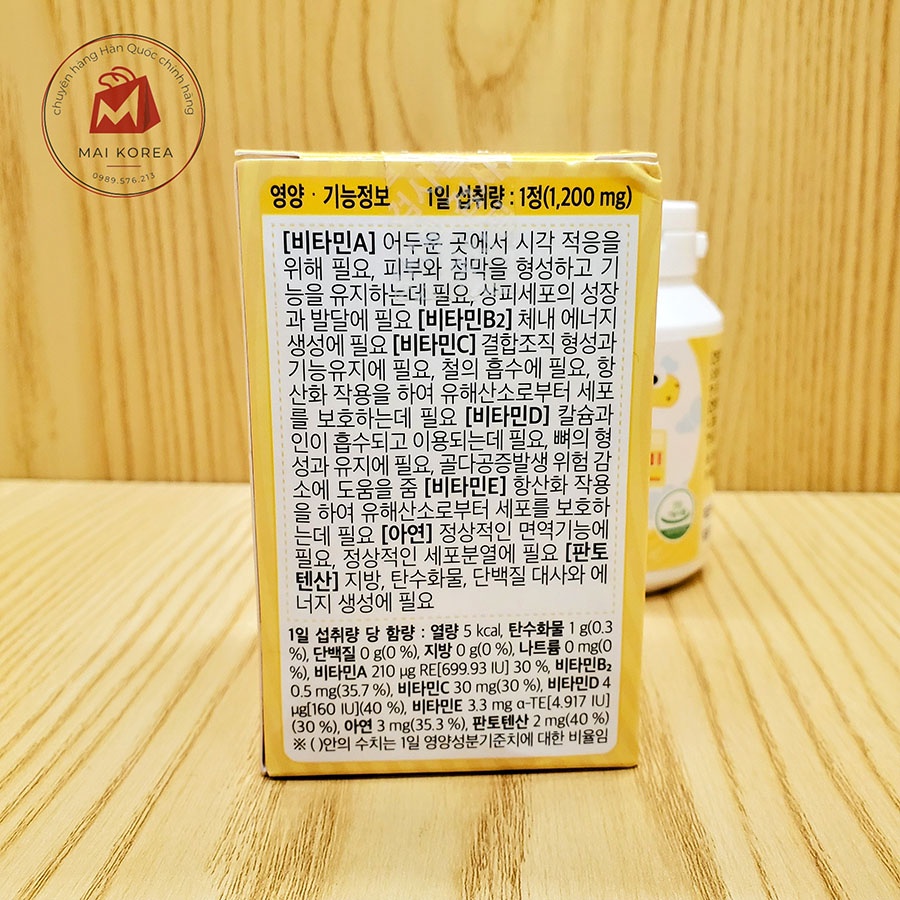 chuyên hàng Hàn Quốc chính hãng
MAI KOREA
0989.576.213
영양 · 기능정보 1일 섭취량 : 1정(1,200 mg)
[비타민A] 어두운 곳에서 시각 적응을
위해 필요, 피부와 점막을 형성하고 기
능을 유지하는데 필요, 상피세포의 성장
과 발달에 필요 [비타민B₂] 체내 에너지
생성에 필요 [비타민C] 결합조직 형성과
기능유지에 필요, 철의 흡수에 필요, 항
산화 작용을 하여 유해산소로부터 세포
를 보호하는데 필요 [비타민D] 칼슘과
인이 흡수되고 이용되는데 필요, 뼈의 형
성과 유지에 필요, 골다공증발생 위험 감
소에 도움을 줌 [비타민E] 항산화 작용
을 하여 유해산소로부터 세포를 보호하
는데 필요 [아연] 정상적인 면역기능에
필요, 정상적인 세포분열에 필요 [판토
텐산] 지방, 탄수화물, 단백질 대사와 에
너지 생성에 필요
1일 섭취량 당 함량 : 열량 5 kcal, 탄수화물 1 g(0.3
%), 단백질 0 g(0 %), 지방 0 g(0 %), 나트륨 0 mg(0
%), 비타민A 210 µg RE[699.93 IU] 30 %, 비타민B₂
0.5 mg(35.7 %), 비타민C 30 mg(30 %), 비타민D 4
µg[160 IU](40 %), 비타민E 3.3 mg α-TE[4.917 IU]
(30 %), 아연 3 mg(35.3 %), 판토텐산 2 mg(40 %)
※ ( )안의 수치는 1일 영양성분기준치에 대한 비율임